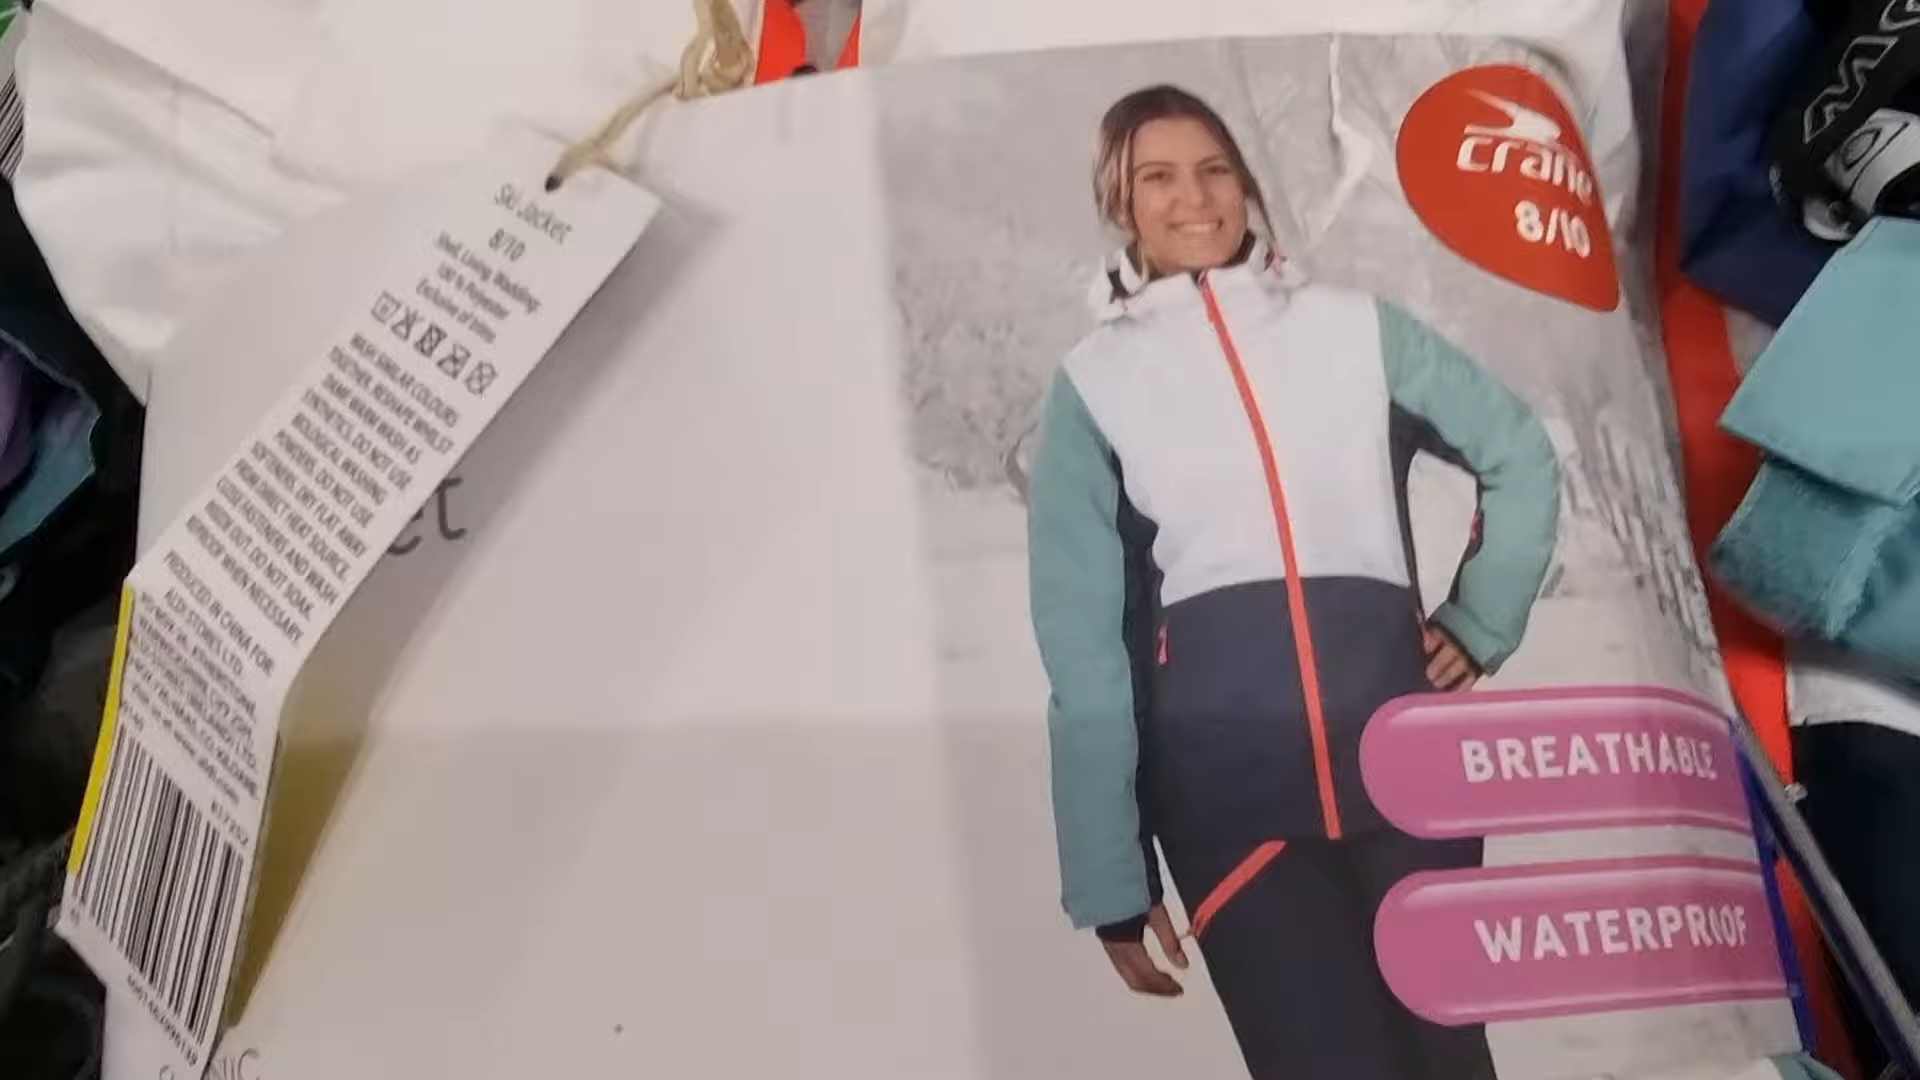 Ski Jacket
8/10
Shell, Lining, Wadding:
100 % Polyester
Exclusive of trims
WASH SIMILAR COLOURS
TOGETHER. RESHAPE WHILST
DAMP. WARM WASH AS
SYNTHETICS. DO NOT USE
BIOLOGICAL WASHING
POWDERS. DO NOT USE
SOFTENERS. DRY FLAT AWAY
FROM DIRECT HEAT SOURCE.
CLOSE FASTENERS AND WASH
INSIDE OUT. DO NOT SOAK.
REPROOF WHEN NECESSARY.
PRODUCED IN CHINA FOR:
ALDI STORES LTD.
817352
et
crane
8/10
BREATHABLE
WATERPROOF